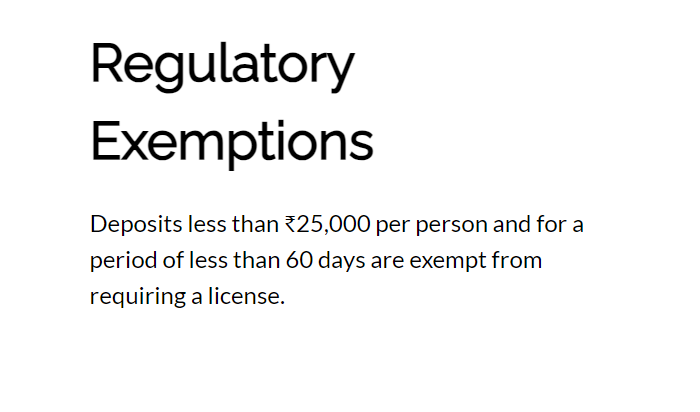 Regulatory
Exemptions
Deposits less than ₹25,000 per person and for a
period of less than 60 days are exempt from
requiring a license.